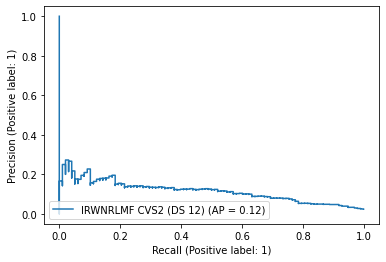 1.0
0.8
0.6
0.4
0.2
0.0
Precision (Positive label: 1)
IRWNRLMF CVS2 (DS 12) (AP = 0.12)
0.0 0.2 0.4 0.6 0.8 1.0
Recall (Positive label: 1)